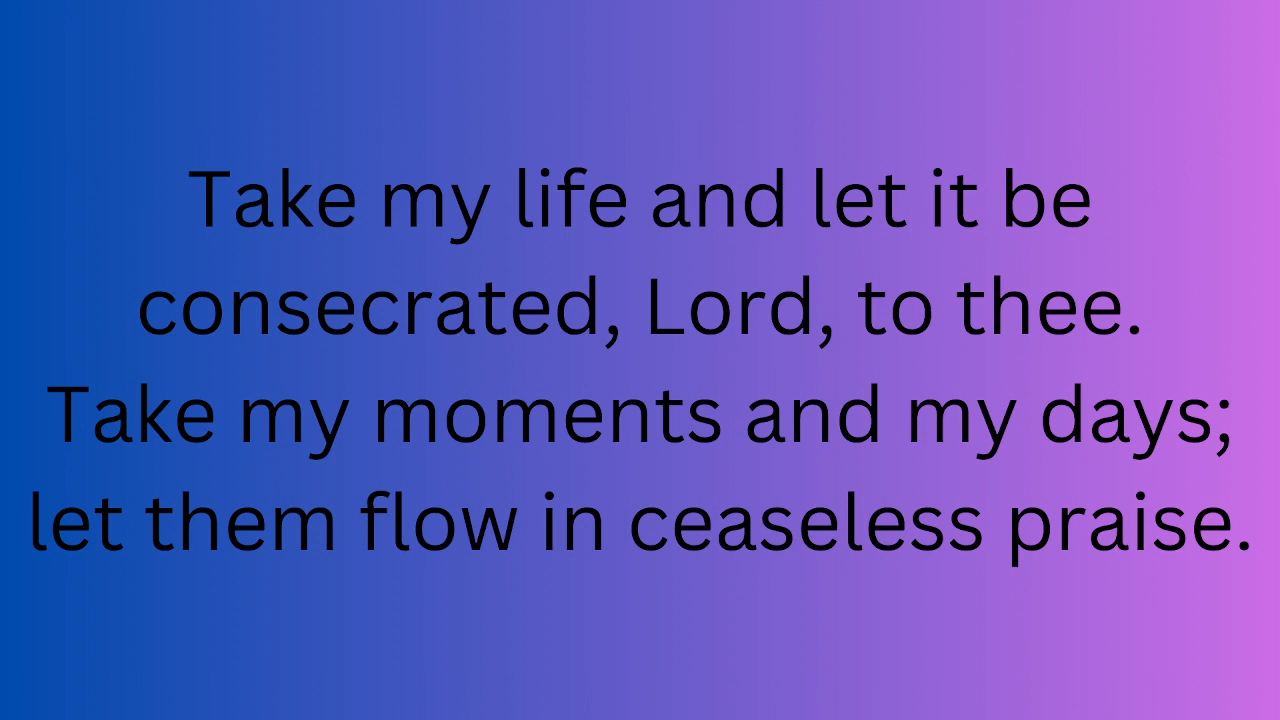 Take my life and let it be
consecrated, Lord, to thee.
Take my moments and my days;
let them flow in ceaseless praise.